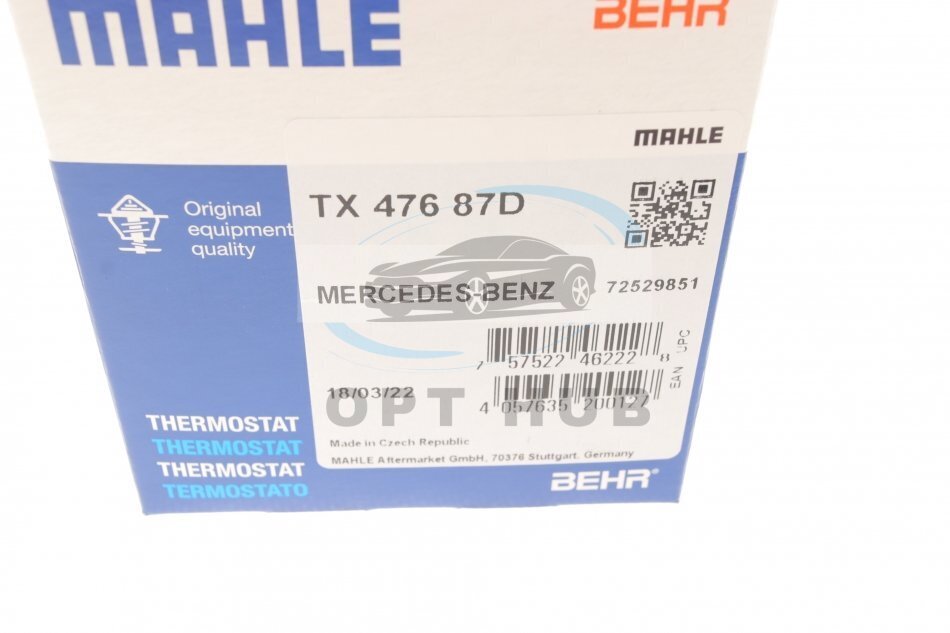 MAHLE
BEHR
MAHLE
TX 476 87D
Original
equipment
quality
MERCEDES-BENZ
72529851
7 57522 46222 8
UPC
18/03/22
4 057635 200127
EAN
OPT HUB
THERMOSTAT
THERMOSTAT
THERMOSTAT
TERMOSTATO
Made in Czech Republic
MAHLE Aftermarket GmbH, 70376 Stuttgart, Germany
BEHR®